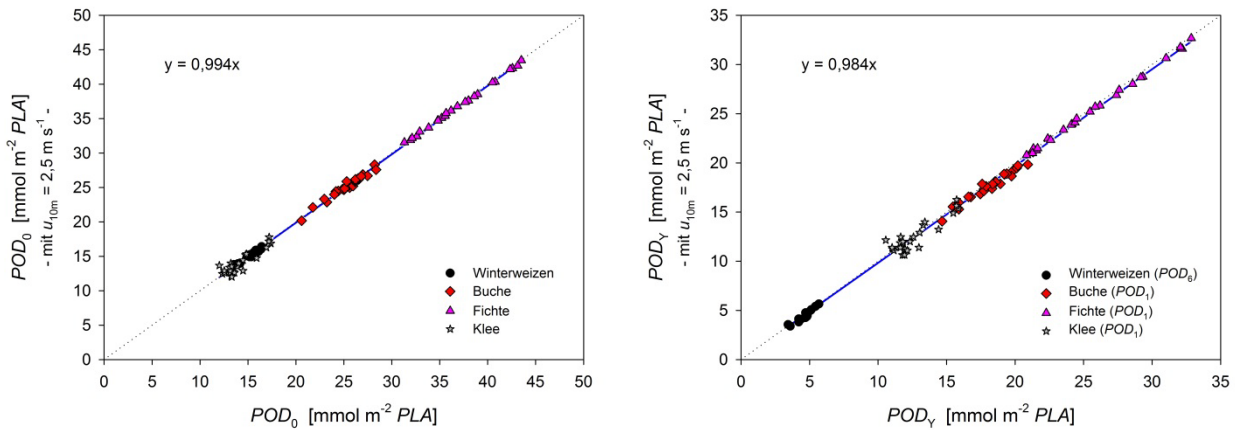 y = 0,994x
POD₀ [mmol m⁻² PLA]
- mit u₁₀ₘ = 2,5 m s⁻¹ -
50
45
40
35
30
25
20
15
10
5
0
Winterweizen
Buche
Fichte
Klee
0 5 10 15 20 25 30 35 40 45 50
POD₀ [mmol m⁻² PLA]
y = 0,984x
POD_Y [mmol m⁻² PLA]
- mit u₁₀ₘ = 2,5 m s⁻¹ -
35
30
25
20
15
10
5
0
Winterweizen (POD₆)
Buche (POD₁)
Fichte (POD₁)
Klee (POD₁)
0 5 10 15 20 25 30 35
POD_Y [mmol m⁻² PLA]